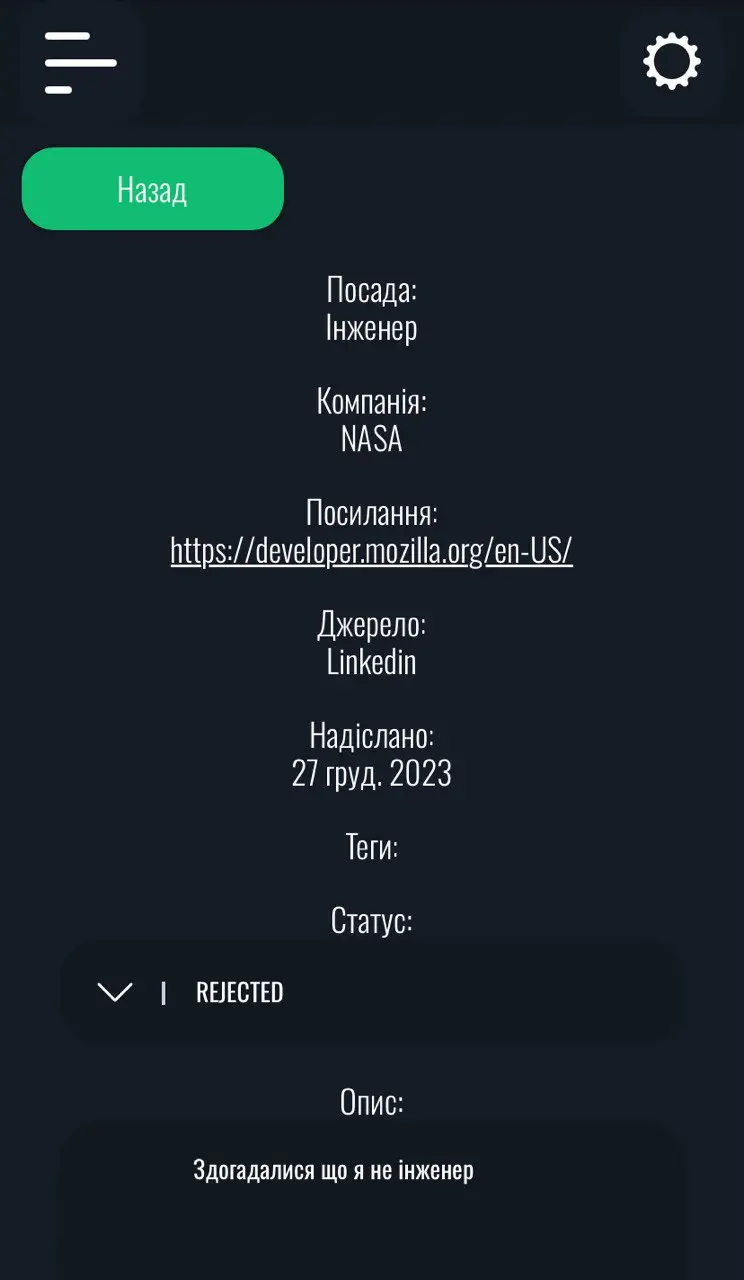 Назад
Посада:
Інженер
Компанія:
NASA
Посилання:
https://developer.mozilla.org/en-US/
Джерело:
Linkedin
Надіслано:
27 груд. 2023
Теги:
Статус:
| REJECTED
Опис:
Здогадалися що я не інженер